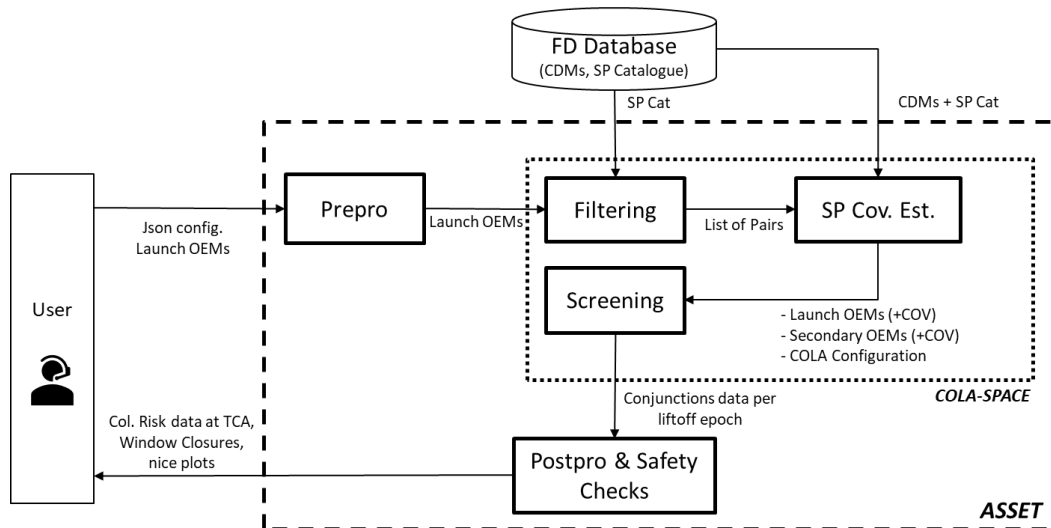 FD Database
(CDMs, SP Catalogue)
SP Cat
CDMs + SP Cat
Prepro
Filtering
SP Cov. Est.
Json config.
Launch OEMs
Launch OEMs
List of Pairs
User
Screening
- Launch OEMs (+COV)
- Secondary OEMs (+COV)
- COLA Configuration
COLA-SPACE
Conjunctions data per
liftoff epoch
Col. Risk data at TCA,
Window Closures,
nice plots
Postpro & Safety
Checks
ASSET